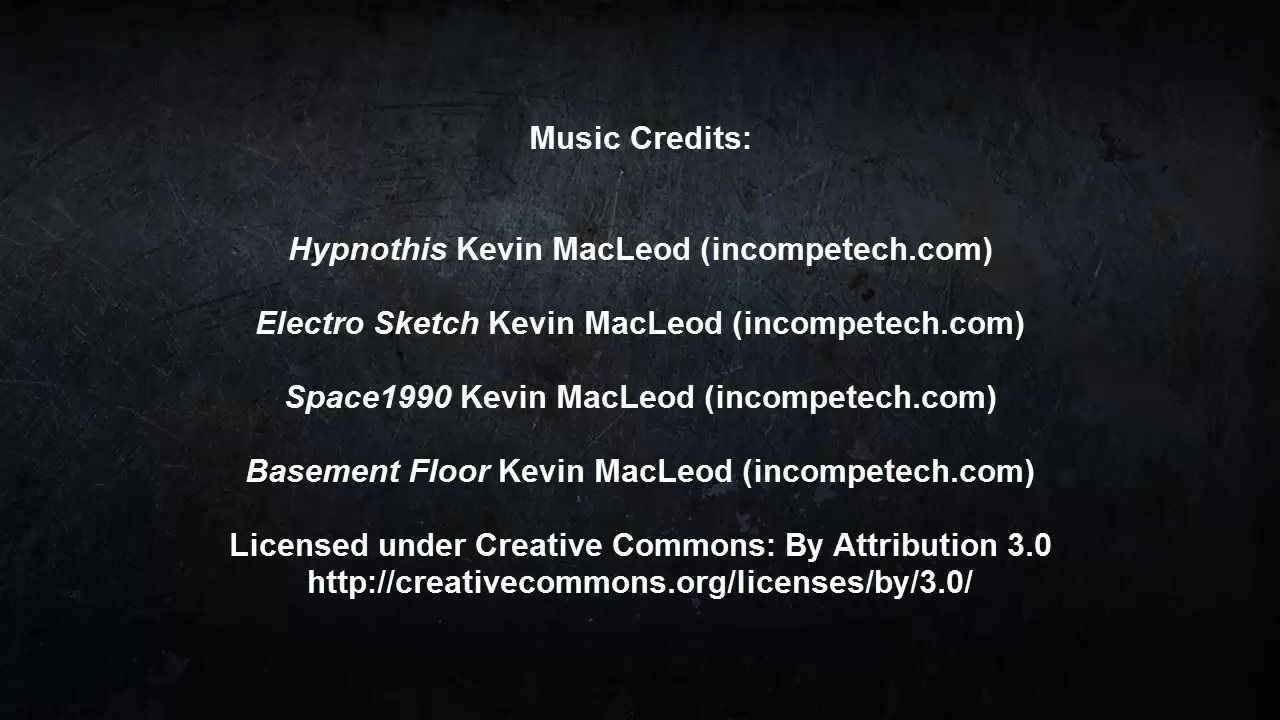 Music Credits:
Hypnothis Kevin MacLeod (incompetech.com)
Electro Sketch Kevin MacLeod (incompetech.com)
Space1990 Kevin MacLeod (incompetech.com)
Basement Floor Kevin MacLeod (incompetech.com)
Licensed under Creative Commons: By Attribution 3.0
http://creativecommons.org/licenses/by/3.0/